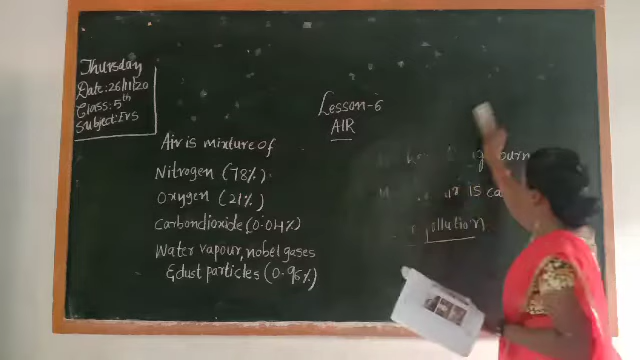 Thursday
Date: 26/11/20
Class: 5th
Subject: EVS
Lesson-6
AIR
Air is mixture of
Nitrogen (78%)
Oxygen (21%)
Carbondioxide (0.04%)
Water vapour, nobel gases
& dust particles (0.96%)
is
pollution